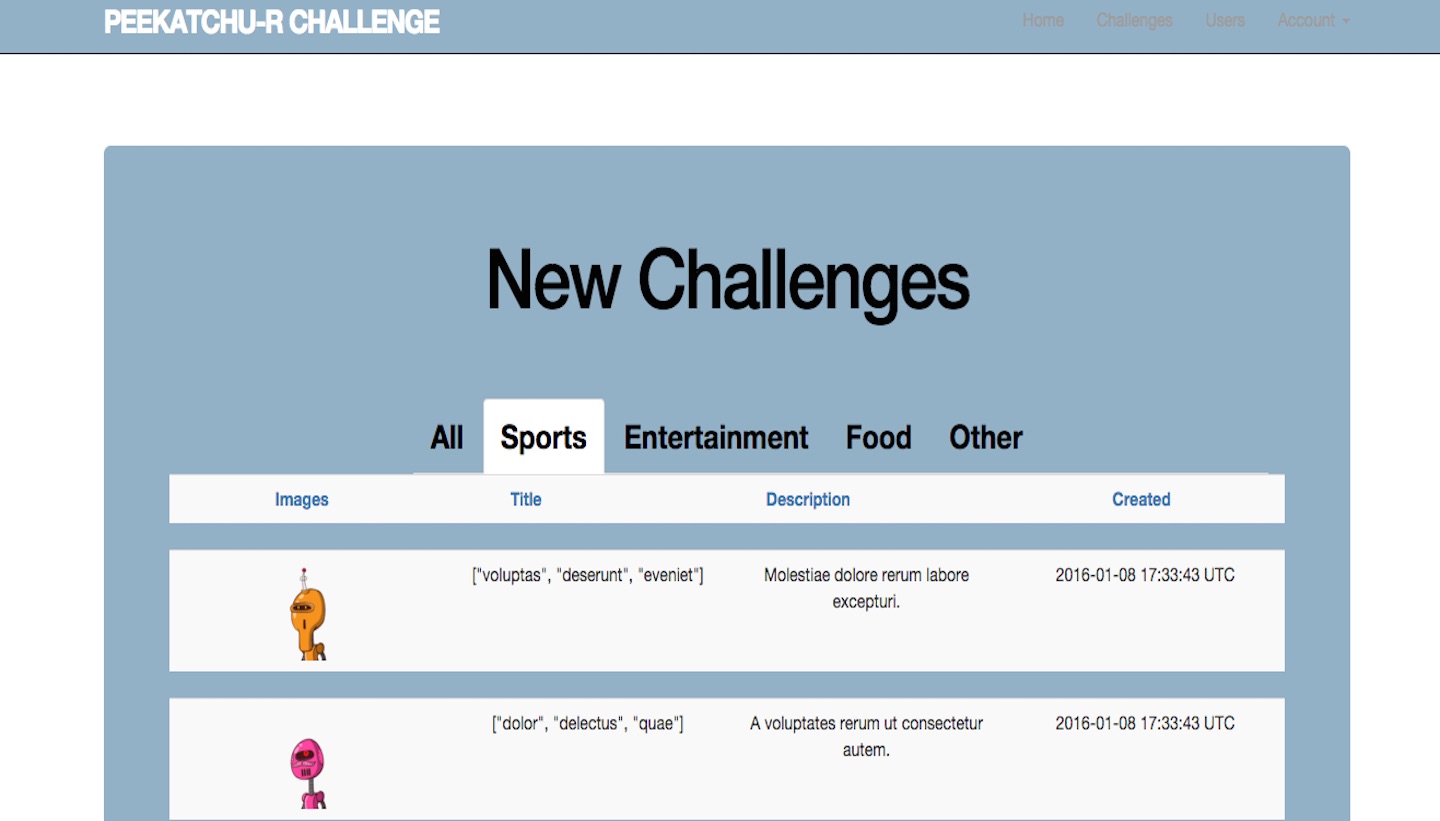 PEEKATCHU-R CHALLENGE Home Challenges Users Account
New Challenges
All Sports Entertainment Food Other
Images Title Description Created
["voluptas", "deserunt", "eveniet"] Molestiae dolore rerum labore 2016-01-08 17:33:43 UTC
excepturi.
["dolor", "delectus", "quae"] A voluptates rerum ut consectetur 2016-01-08 17:33:43 UTC
autem.